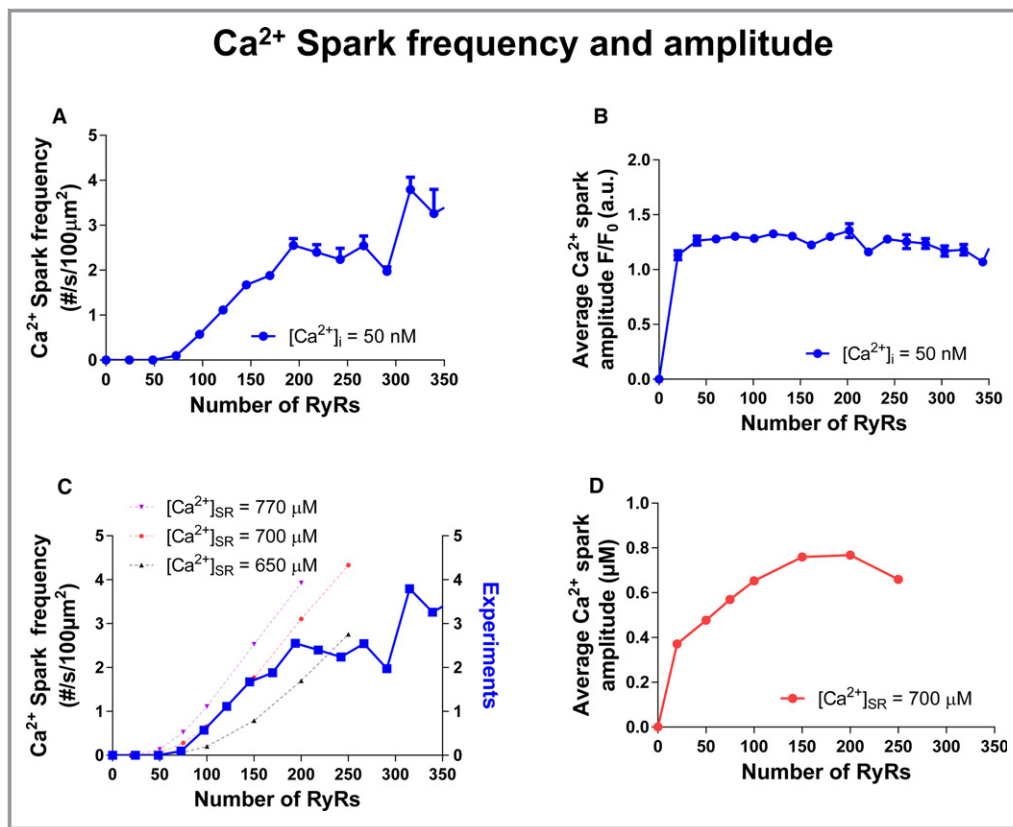 Ca²⁺ Spark frequency and amplitude
A
Ca²⁺ Spark frequency
(#/s/100μm²)
5
4
3
2
1
0
[Ca²⁺]ᵢ = 50 nM
0 50 100 150 200 250 300 350
Number of RyRs
B
Average Ca²⁺ spark
amplitude F/F₀ (a.u.)
2.0
1.5
1.0
0.5
0.0
[Ca²⁺]ᵢ = 50 nM
0 50 100 150 200 250 300 350
Number of RyRs
C
[Ca²⁺]SR = 770 μM
[Ca²⁺]SR = 700 μM
[Ca²⁺]SR = 650 μM
Ca²⁺ Spark frequency
(#/s/100μm²)
5
4
3
2
1
0
5
4
3
2
1
0
Experiments
0 50 100 150 200 250 300 350
Number of RyRs
D
Average Ca²⁺ spark
amplitude (μM)
1.0
0.8
0.6
0.4
0.2
0.0
[Ca²⁺]SR = 700 μM
0 50 100 150 200 250 300 350
Number of RyRs